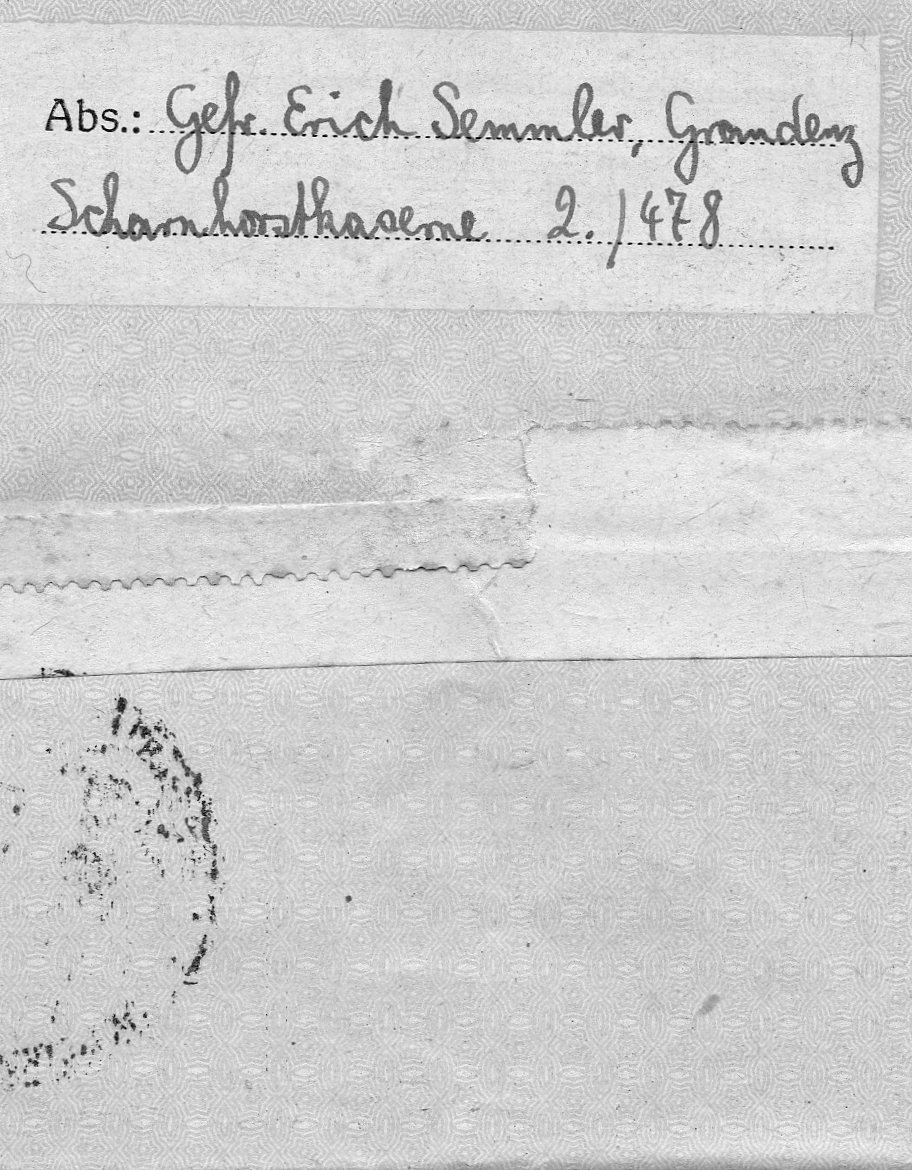 Abs.: Gefr. Erich Semmler, Graudenz
Scharnhorstkaserne 2./478